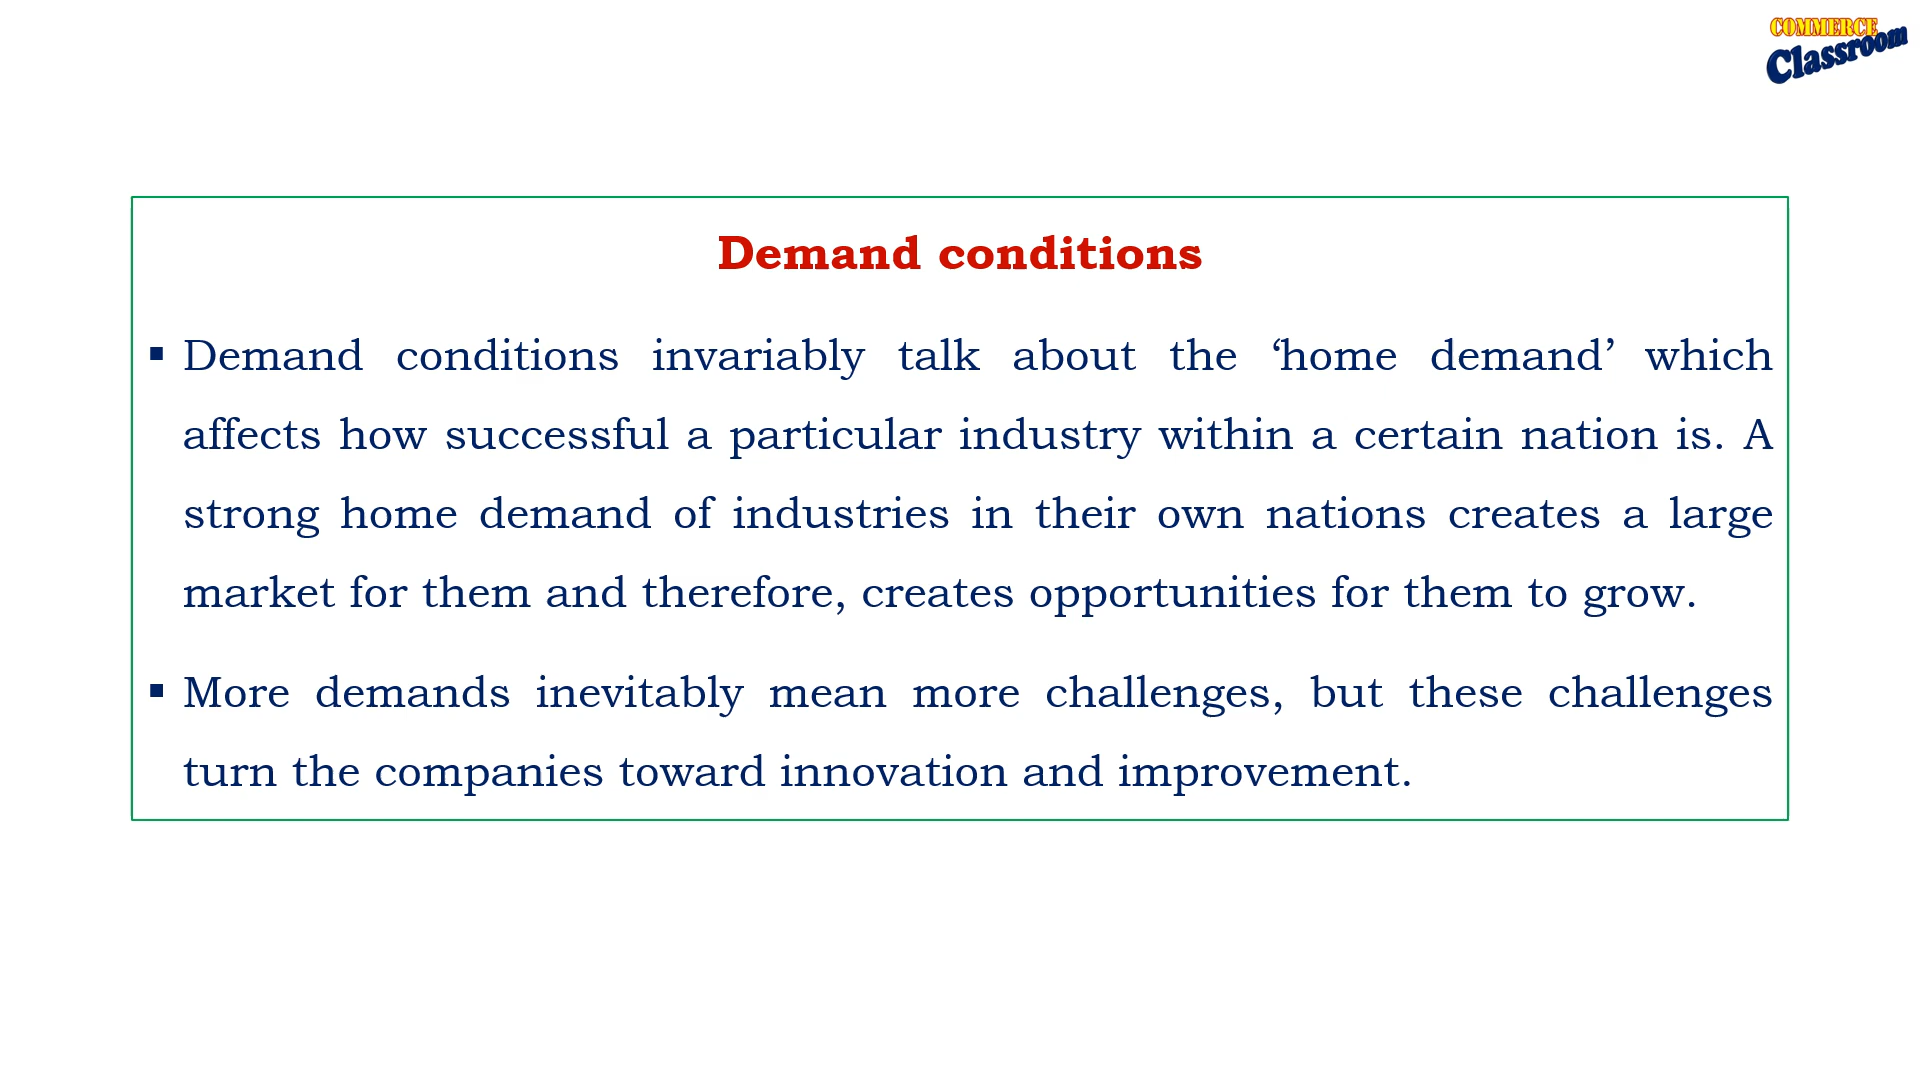 COMMERCE
Classroom
Demand conditions
▪ Demand conditions invariably talk about the ‘home demand’ which
affects how successful a particular industry within a certain nation is. A
strong home demand of industries in their own nations creates a large
market for them and therefore, creates opportunities for them to grow.
▪ More demands inevitably mean more challenges, but these challenges
turn the companies toward innovation and improvement.